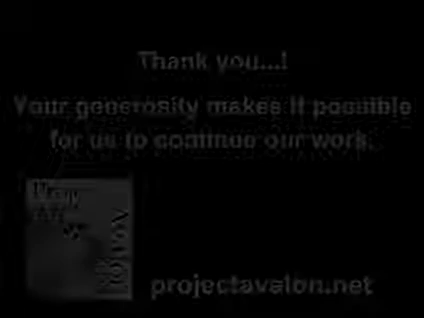 Thank you...!
Your generosity makes it possible
for us to continue our work.
projectavalon.net